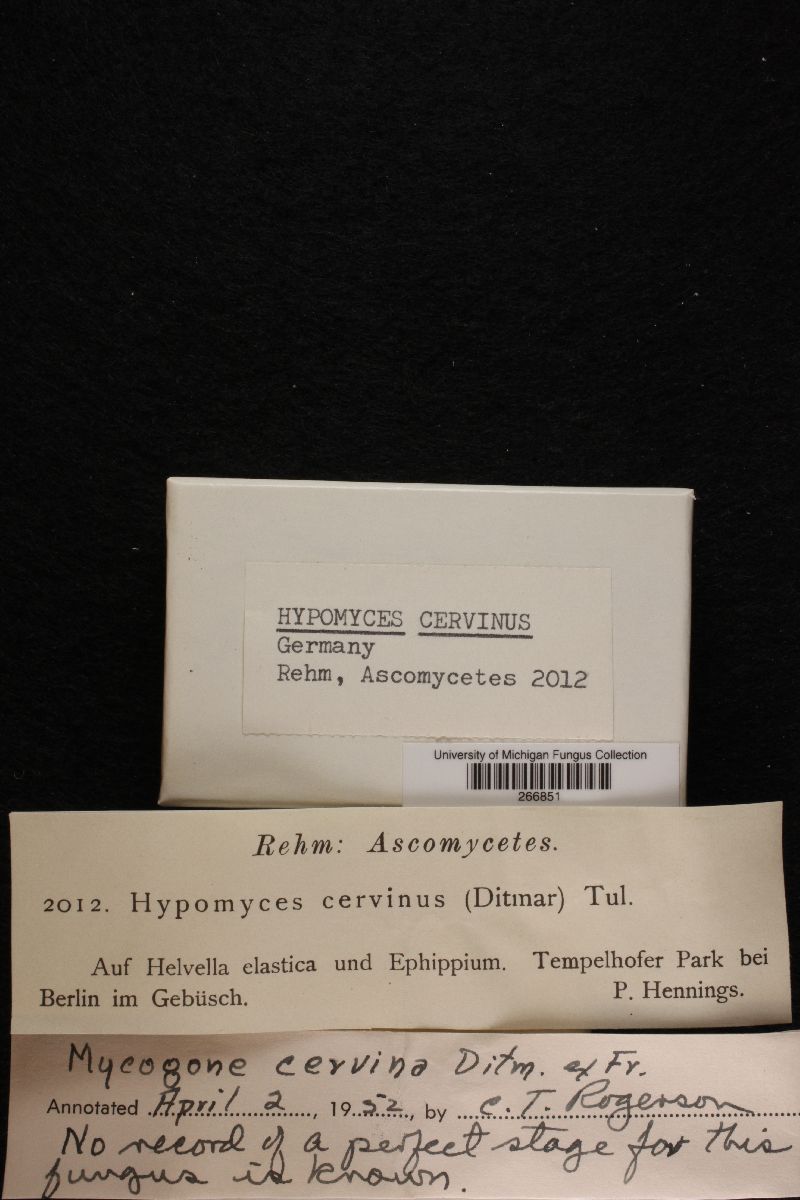 HYPOMYCES CERVINUS
Germany
Rehm, Ascomycetes 2012
University of Michigan Fungus Collection
266851
Rehm: Ascomycetes.
2012. Hypomyces cervinus (Ditmar) Tul.
Auf Helvella elastica und Ephippium. Tempelhofer Park bei
Berlin im Gebüsch. P. Hennings.
Mycogone cervina Ditm. ex Fr.
Annotated April 2, 1952, by C. T. Rogerson
No record of a perfect stage for this
fungus is known.